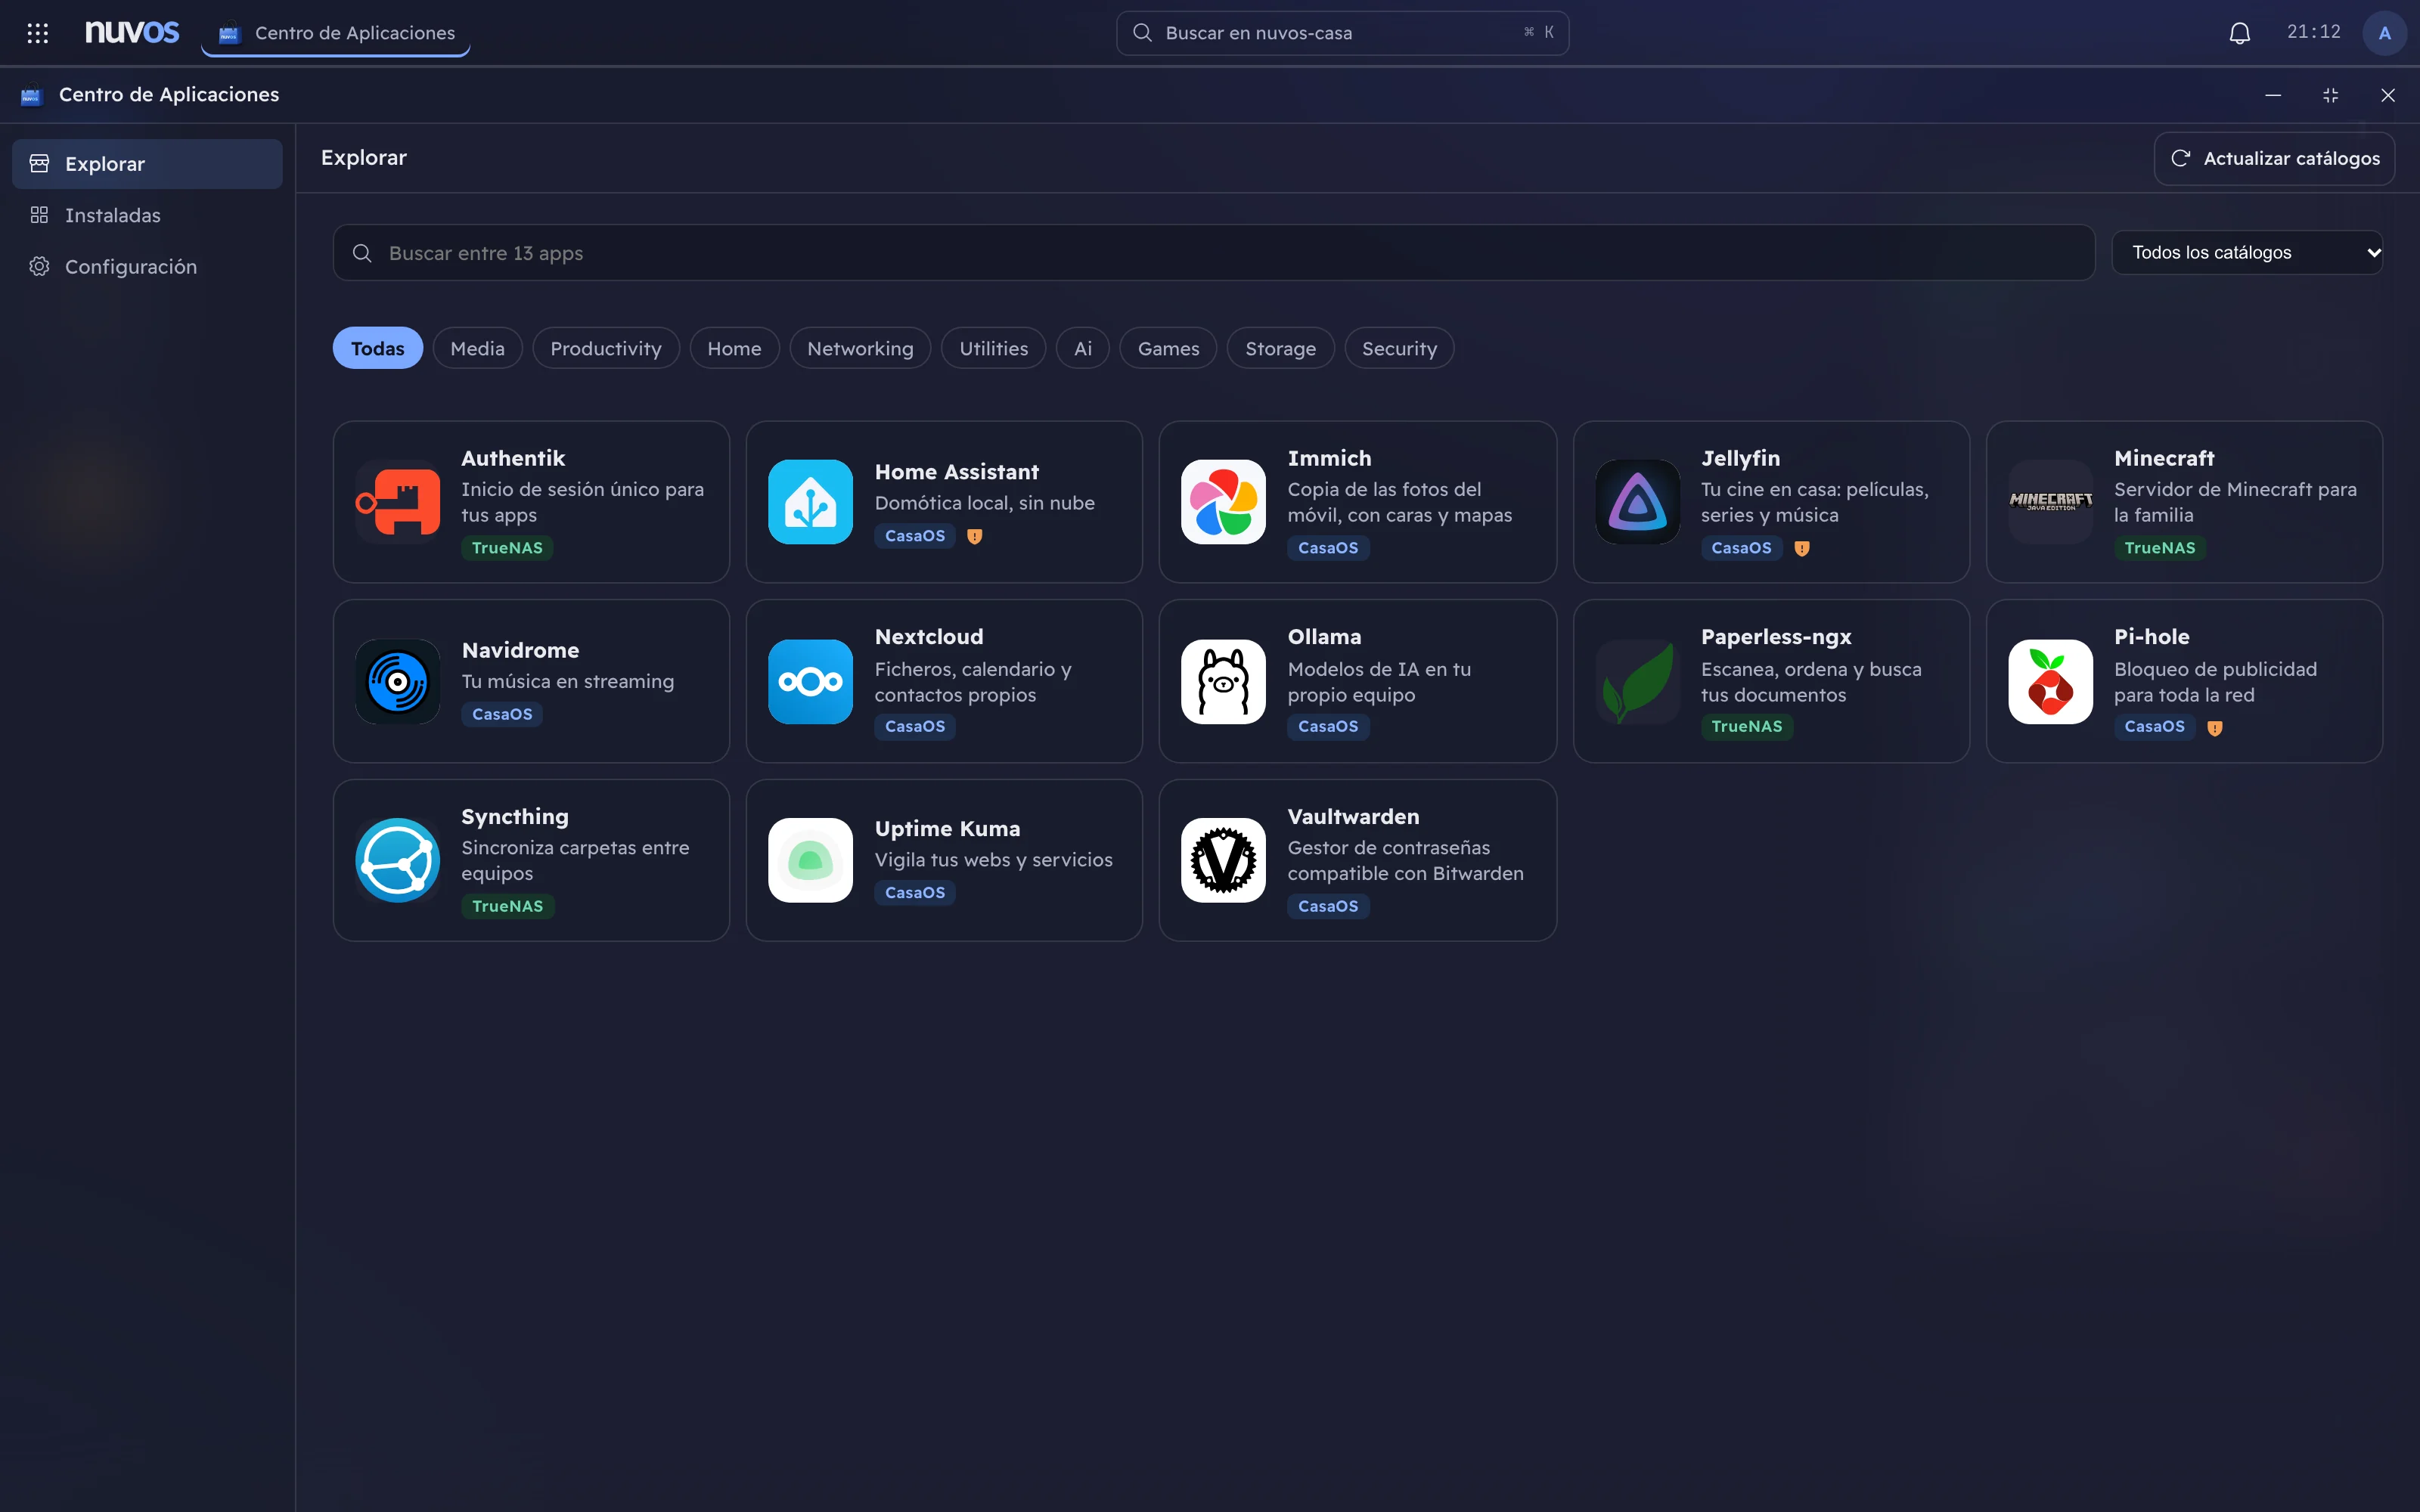 nuvos
Centro de Aplicaciones
Buscar en nuvos-casa
⌘ K
21:12
A
Centro de Aplicaciones
Explorar
Instaladas
Configuración
Explorar
Actualizar catálogos
Buscar entre 13 apps
Todos los catálogos
Todas
Media
Productivity
Home
Networking
Utilities
Ai
Games
Storage
Security
Authentik
Inicio de sesión único para
tus apps
TrueNAS
Home Assistant
Domótica local, sin nube
CasaOS
Immich
Copia de las fotos del
móvil, con caras y mapas
CasaOS
Jellyfin
Tu cine en casa: películas,
series y música
CasaOS
MINECRAFT
JAVA EDITION
Minecraft
Servidor de Minecraft para
la familia
TrueNAS
Navidrome
Tu música en streaming
CasaOS
Nextcloud
Ficheros, calendario y
contactos propios
CasaOS
Ollama
Modelos de IA en tu
propio equipo
CasaOS
Paperless-ngx
Escanea, ordena y busca
tus documentos
TrueNAS
Pi-hole
Bloqueo de publicidad
para toda la red
CasaOS
Syncthing
Sincroniza carpetas entre
equipos
TrueNAS
Uptime Kuma
Vigila tus webs y servicios
CasaOS
Vaultwarden
Gestor de contraseñas
compatible con Bitwarden
CasaOS